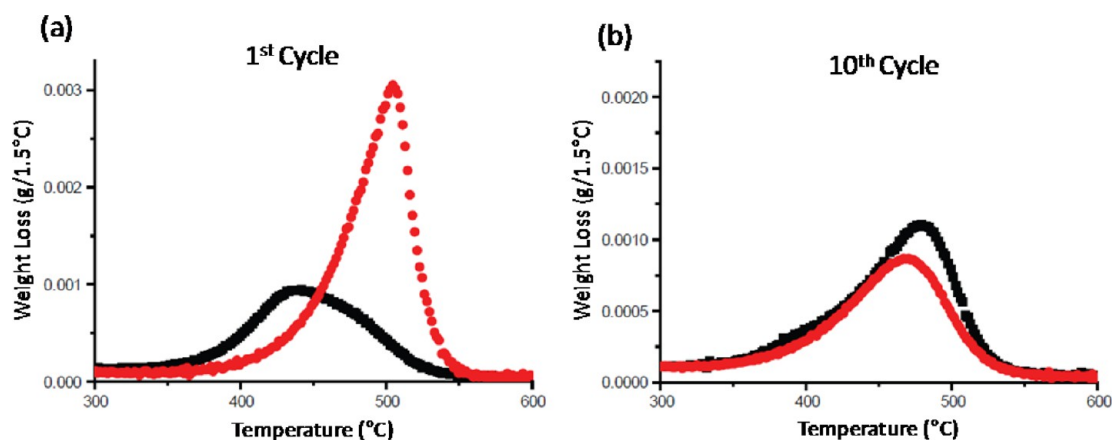 (a)
1st Cycle
0.003
0.002
0.001
0.000
Weight Loss (g/1.5°C)
300
400
500
600
Temperature (°C)
(b)
10th Cycle
0.0020
0.0015
0.0010
0.0005
0.0000
Weight Loss (g/1.5°C)
300
400
500
600
Temperature (°C)